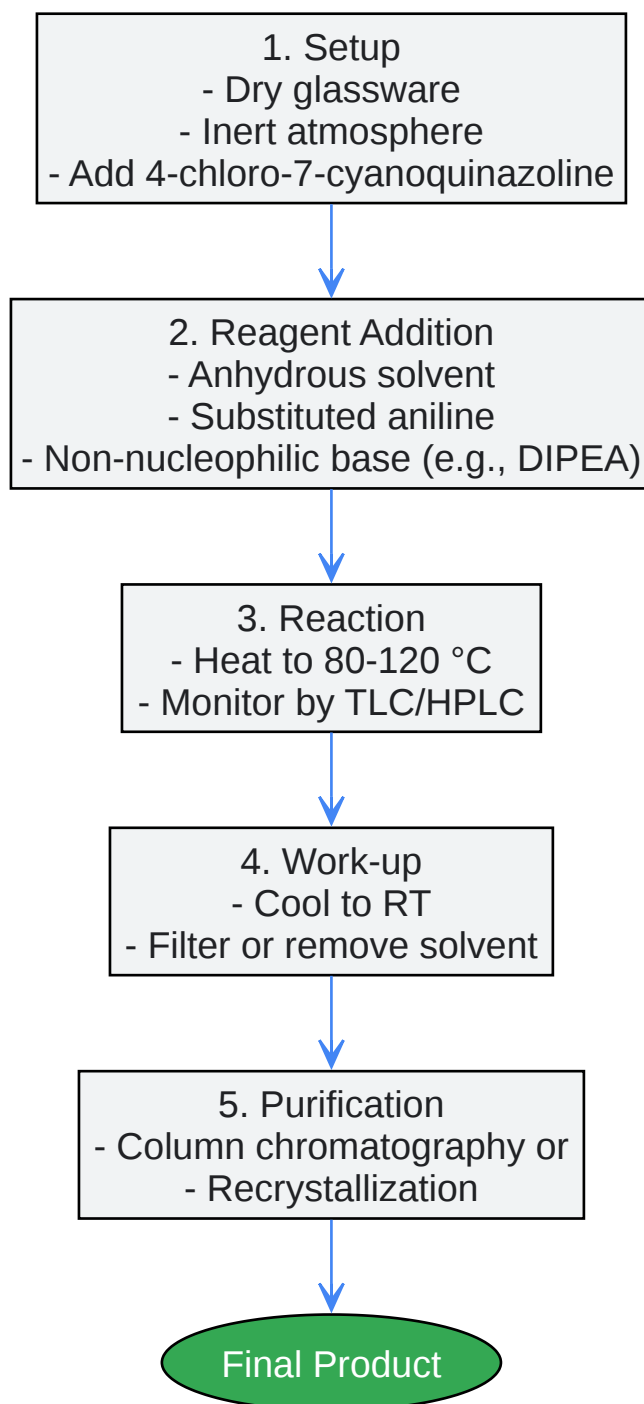 1. Setup
- Dry glassware
- Inert atmosphere
- Add 4-chloro-7-cyanoquinazoline
2. Reagent Addition
- Anhydrous solvent
- Substituted aniline
- Non-nucleophilic base (e.g., DIPEA)
3. Reaction
- Heat to 80-120 °C
- Monitor by TLC/HPLC
4. Work-up
- Cool to RT
- Filter or remove solvent
5. Purification
- Column chromatography or
- Recrystallization
Final Product